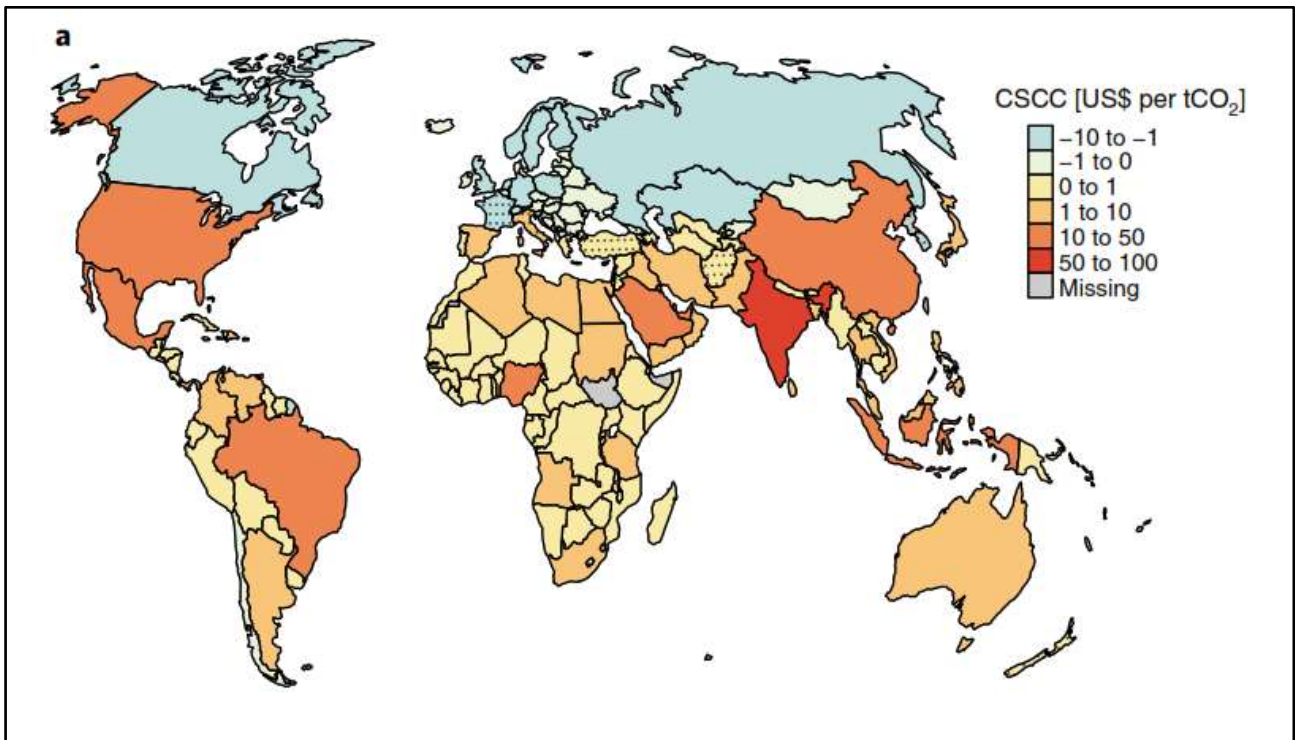 a
CSCC [US$ per tCO₂]
−10 to −1
−1 to 0
0 to 1
1 to 10
10 to 50
50 to 100
Missing